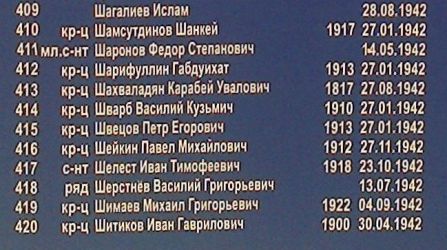 409 Шагалиев Ислам 28.08.1942
410 кр-ц Шамсутдинов Шанкей 1917 27.01.1942
411 мл.с-нт Шаронов Федор Степанович 14.05.1942
412 кр-ц Шарифуллин Габдуихат 1913 27.01.1942
413 кр-ц Шахваладян Карабей Увалович 1817 27.08.1942
414 кр-ц Шварб Василий Кузьмич 1910 27.01.1942
415 кр-ц Швецов Петр Егорович 1913 27.01.1942
416 кр-ц Шейкин Павел Михайлович 1912 27.11.1942
417 с-нт Шелест Иван Тимофеевич 1918 23.10.1942
418 ряд Шерстнёв Василий Григорьевич 13.07.1942
419 кр-ц Шимаев Михаил Григорьевич 1922 04.09.1942
420 кр-ц Шитиков Иван Гаврилович 1900 30.04.1942